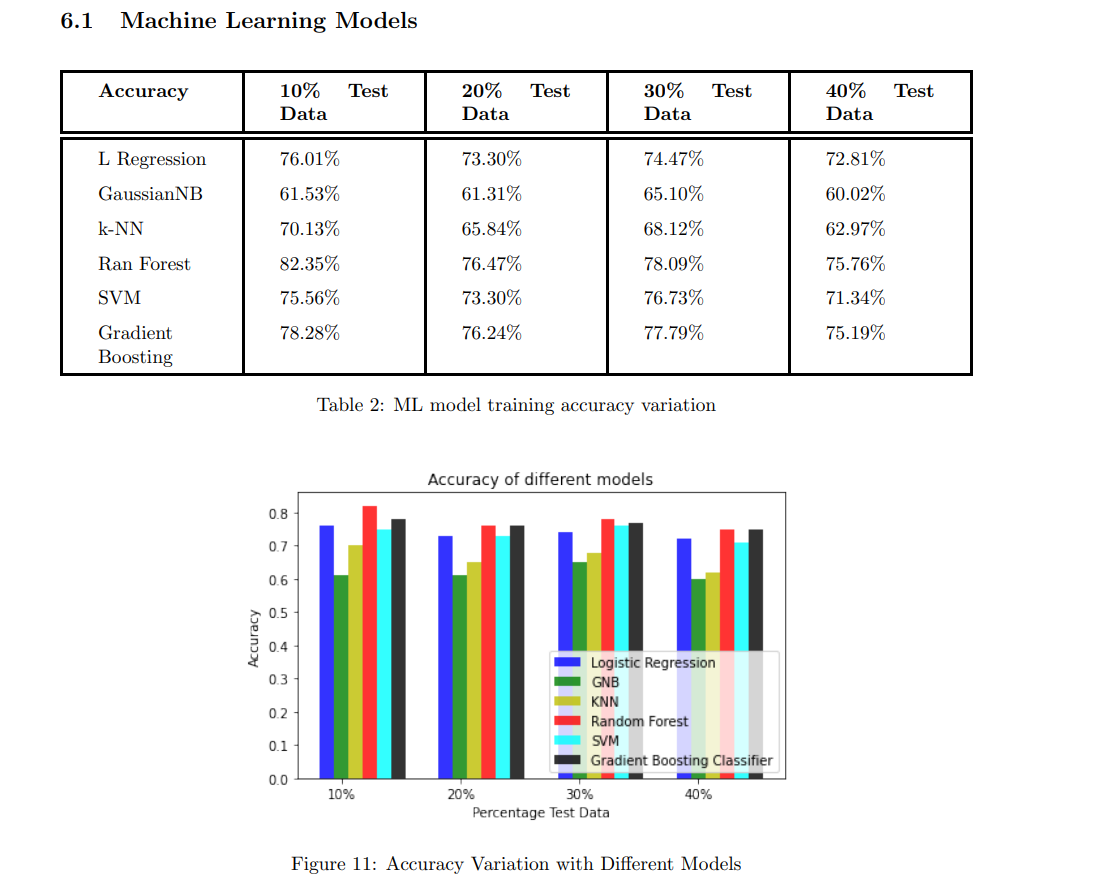 6.1 Machine Learning Models
Accuracy 10% Test Data 20% Test Data 30% Test Data 40% Test Data
L Regression 76.01% 73.30% 74.47% 72.81%
GaussianNB 61.53% 61.31% 65.10% 60.02%
k-NN 70.13% 65.84% 68.12% 62.97%
Ran Forest 82.35% 76.47% 78.09% 75.76%
SVM 75.56% 73.30% 76.73% 71.34%
Gradient Boosting 78.28% 76.24% 77.79% 75.19%
Table 2: ML model training accuracy variation
Accuracy of different models
Accuracy
0.8
0.7
0.6
0.5
0.4
0.3
0.2
0.1
0.0
Logistic Regression
GNB
KNN
Random Forest
SVM
Gradient Boosting Classifier
10% 20% 30% 40%
Percentage Test Data
Figure 11: Accuracy Variation with Different Models